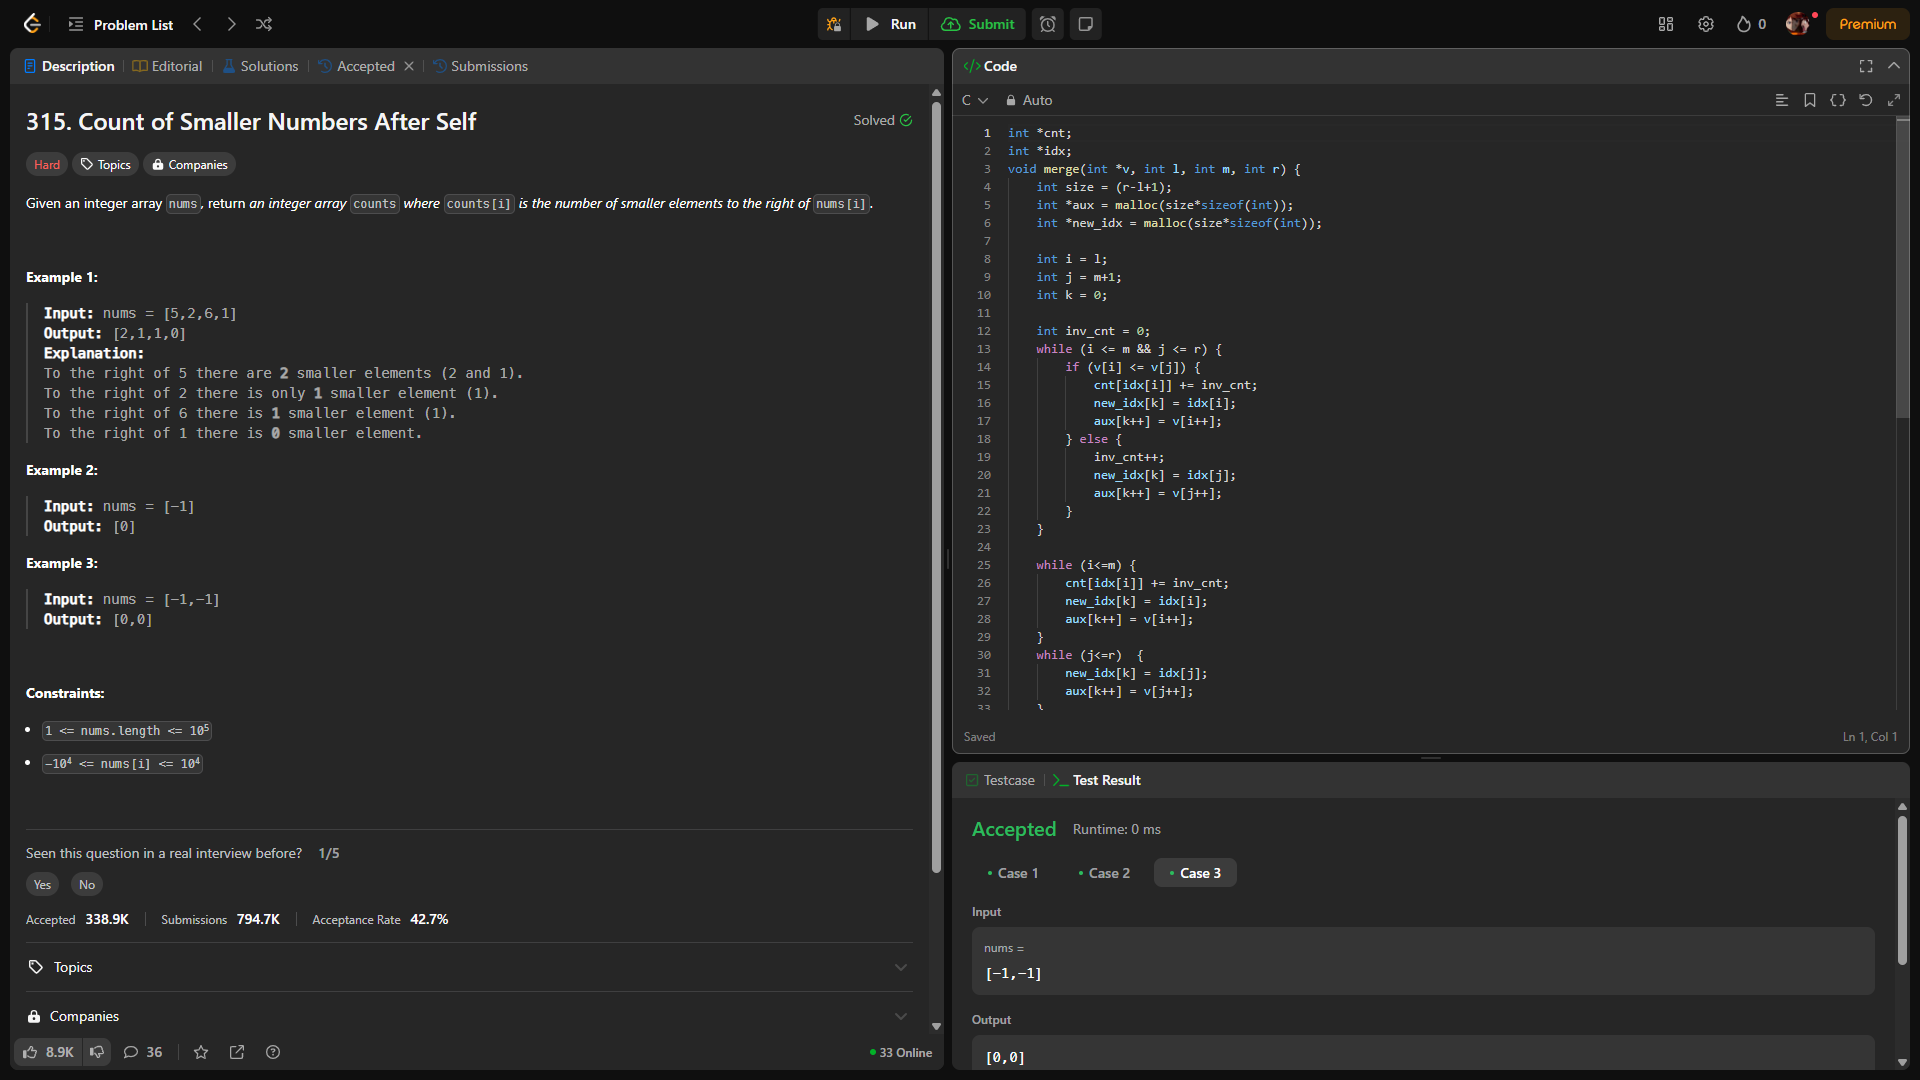 Problem List
Run
Submit
0
Premium
Description
Editorial
Solutions
Accepted
Submissions
315. Count of Smaller Numbers After Self
Solved
Hard
Topics
Companies
Given an integer array nums, return an integer array counts where counts[i] is the number of smaller elements to the right of nums[i].
Example 1:
Input: nums = [5,2,6,1]
Output: [2,1,1,0]
Explanation:
To the right of 5 there are 2 smaller elements (2 and 1).
To the right of 2 there is only 1 smaller element (1).
To the right of 6 there is 1 smaller element (1).
To the right of 1 there is 0 smaller element.
Example 2:
Input: nums = [-1]
Output: [0]
Example 3:
Input: nums = [-1,-1]
Output: [0,0]
Constraints:
1 <= nums.length <= 10⁵
-10⁴ <= nums[i] <= 10⁴
Seen this question in a real interview before? 1/5
Yes
No
Accepted 338.9K
Submissions 794.7K
Acceptance Rate 42.7%
Topics
Companies
8.9K
36
33 Online
</> Code
C
Auto
1 int *cnt;
2 int *idx;
3 void merge(int *v, int l, int m, int r) {
4     int size = (r-l+1);
5     int *aux = malloc(size*sizeof(int));
6     int *new_idx = malloc(size*sizeof(int));
7
8     int i = l;
9     int j = m+1;
10     int k = 0;
11
12     int inv_cnt = 0;
13     while (i <= m && j <= r) {
14         if (v[i] <= v[j]) {
15             cnt[idx[i]] += inv_cnt;
16             new_idx[k] = idx[i];
17             aux[k++] = v[i++];
18         } else {
19             inv_cnt++;
20             new_idx[k] = idx[j];
21             aux[k++] = v[j++];
22         }
23     }
24
25     while (i<=m) {
26         cnt[idx[i]] += inv_cnt;
27         new_idx[k] = idx[i];
28         aux[k++] = v[i++];
29     }
30     while (j<=r)  {
31         new_idx[k] = idx[j];
32         aux[k++] = v[j++];
33     }
Saved
Ln 1, Col 1
Testcase
Test Result
Accepted
Runtime: 0 ms
Case 1
Case 2
Case 3
Input
nums =
[-1,-1]
Output
[0,0]